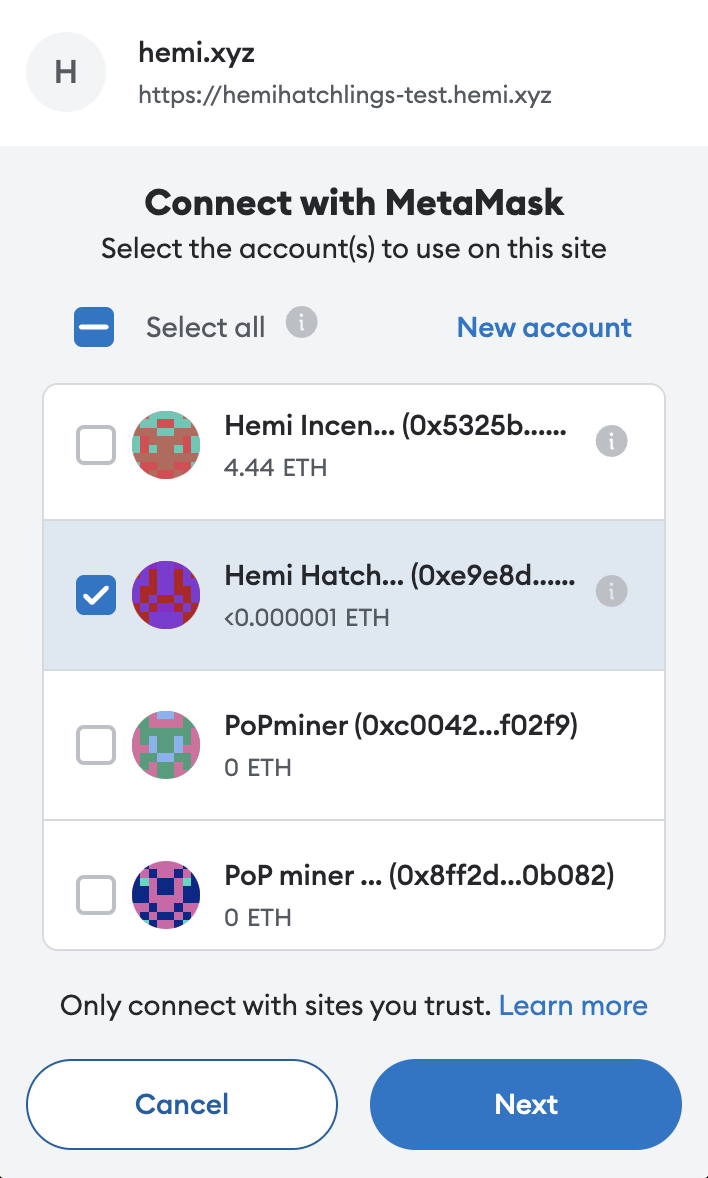 H
hemi.xyz
https://hemihatchlings-test.hemi.xyz
Connect with MetaMask
Select the account(s) to use on this site
Select all
New account
Hemi Incen... (0x5325b......
4.44 ETH
Hemi Hatch... (0xe9e8d......
<0.000001 ETH
PoPminer (0xc0042...f02f9)
0 ETH
PoP miner ... (0x8ff2d...0b082)
0 ETH
Only connect with sites you trust. Learn more
Cancel
Next